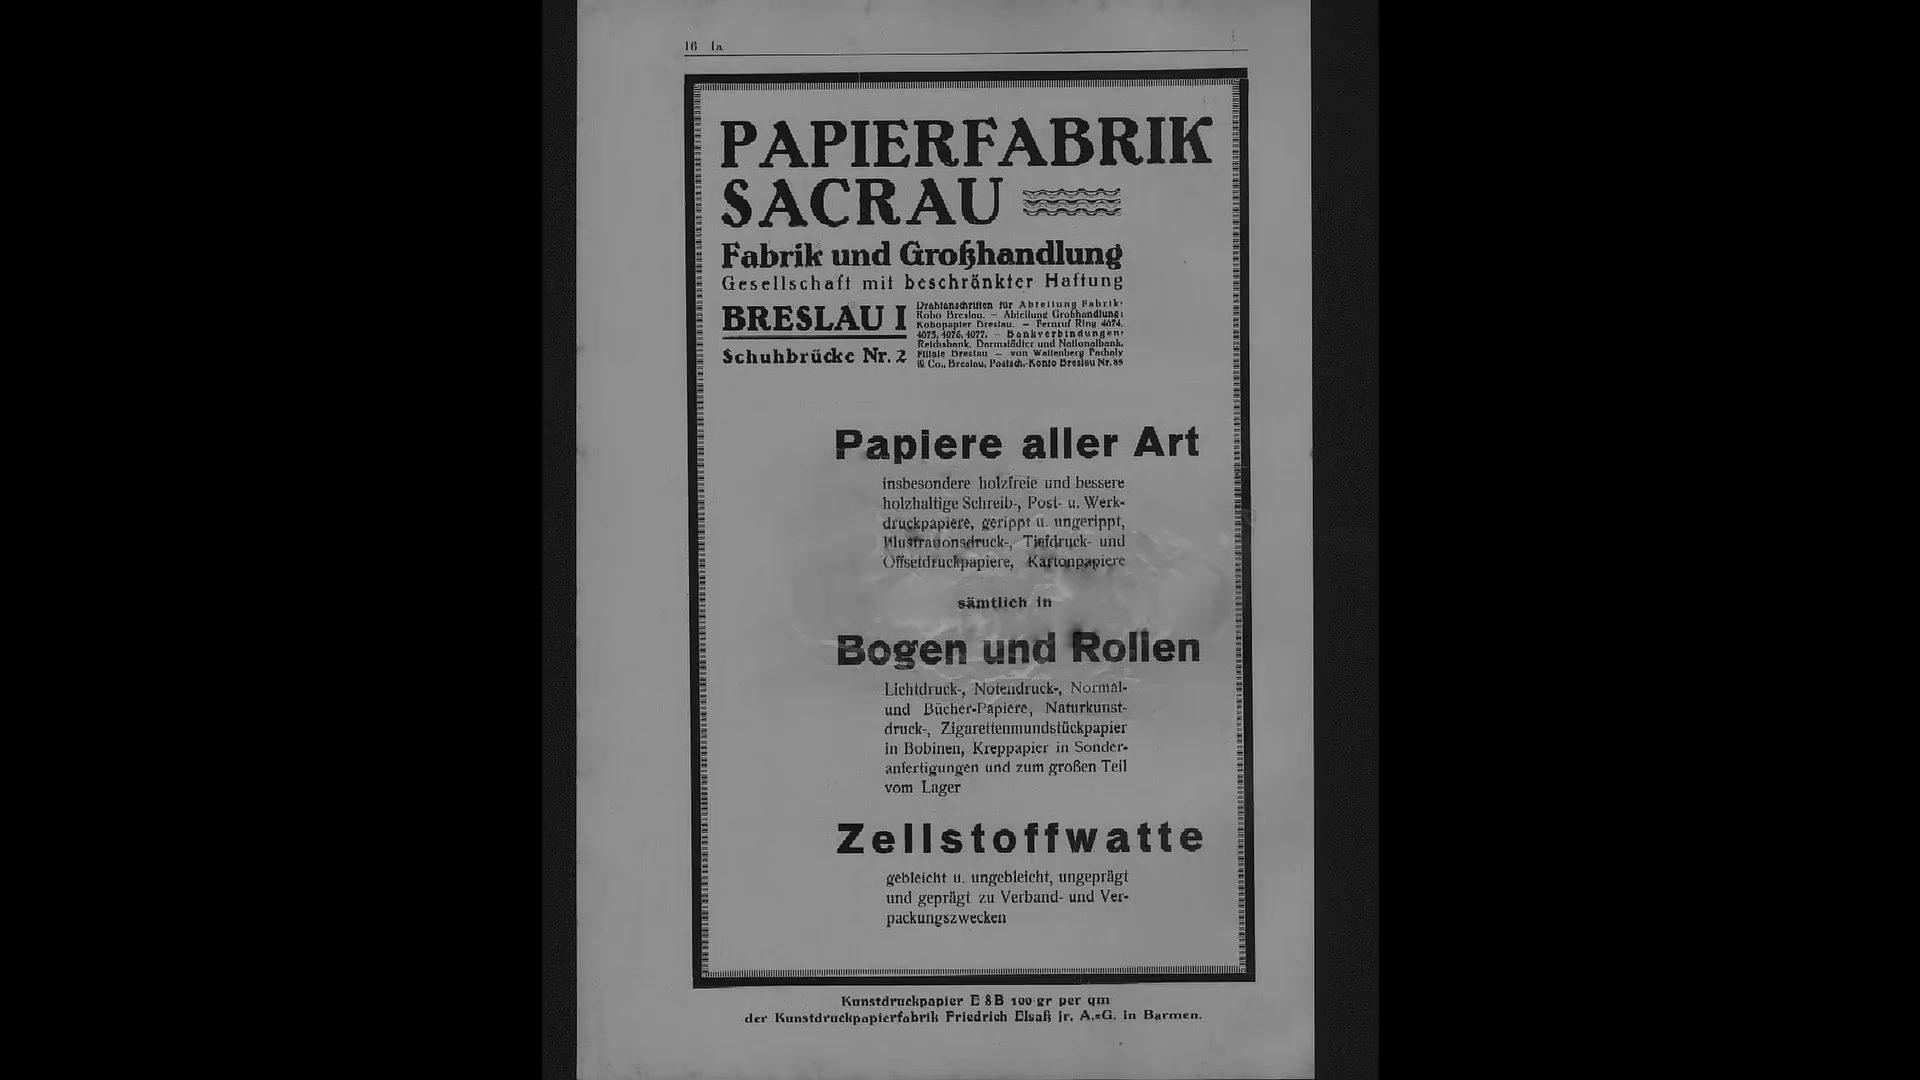 16 Ia
PAPIERFABRIK
SACRAU
Fabrik und Großhandlung
Gesellschaft mit beschränkter Haftung
BRESLAU I
Schuhbrücke Nr. 2
Drahtanschriften für Abteilung Fabrik:
Kobo Breslau. – Abteilung Großhandlung:
Kobopapier Breslau. – Fernruf Ring 4074,
4075, 4076, 4077. – Bankverbindungen:
Reichsbank, Darmstädter und Nationalbank,
Filiale Breslau – von Wallenberg Pachaly
& Co., Breslau, Postsch.-Konto Breslau Nr. 85
Papiere aller Art
insbesondere holzfreie und bessere
holzhaltige Schreib-, Post- u. Werk-
druckpapiere, gerippt u. ungerippt,
Illustrationsdruck-, Tiefdruck- und
Offsetdruckpapiere, Kartonpapiere
sämtlich in
Bogen und Rollen
Lichtdruck-, Notendruck-, Normal-
und Bücher-Papiere, Naturkunst-
druck-, Zigarettenmundstückpapier
in Bobinen, Kreppapier in Sonder-
anfertigungen und zum großen Teil
vom Lager
Zellstoffwatte
gebleicht u. ungebleicht, ungeprägt
und geprägt zu Verband- und Ver-
packungszwecken
Kunstdruckpapier E 8 B 100 gr per qm
der Kunstdruckpapierfabrik Friedrich Elsaß jr. A.=G. in Barmen.